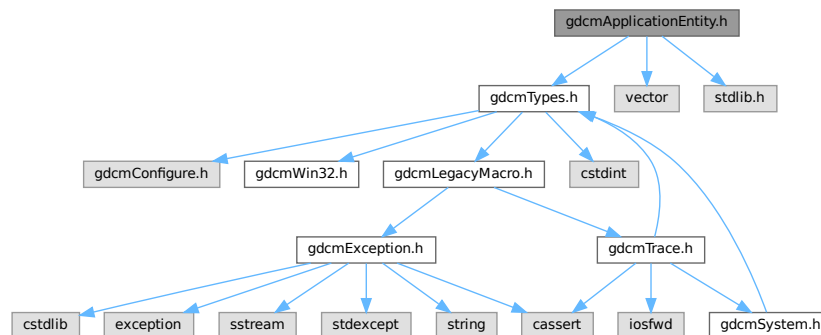 gdcmApplicationEntity.h
gdcmTypes.h
vector
stdlib.h
gdcmConfigure.h
gdcmWin32.h
gdcmLegacyMacro.h
cstdint
gdcmException.h
gdcmTrace.h
cstdlib
exception
sstream
stdexcept
string
cassert
iosfwd
gdcmSystem.h